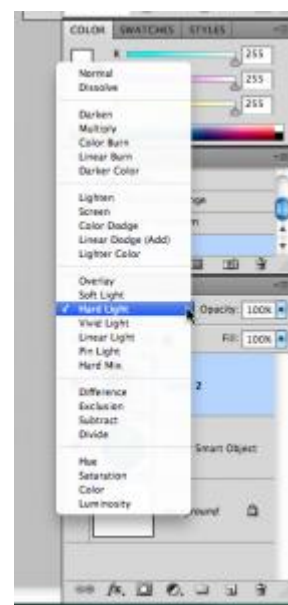 COLOR SWATCHES STYLES
R 255
255
255
Normal
Dissolve
Darken
Multiply
Color Burn
Linear Burn
Darker Color
Lighten
Screen
Color Dodge
Linear Dodge (Add)
Lighter Color
Overlay
Soft Light
✓ Hard Light
Opacity: 100%
Vivid Light
Linear Light
Fill: 100%
Pin Light
Hard Mix
2
Difference
Exclusion
Subtract
Divide
Smart Object
Hue
Saturation
Color
Luminosity
ground
fx.